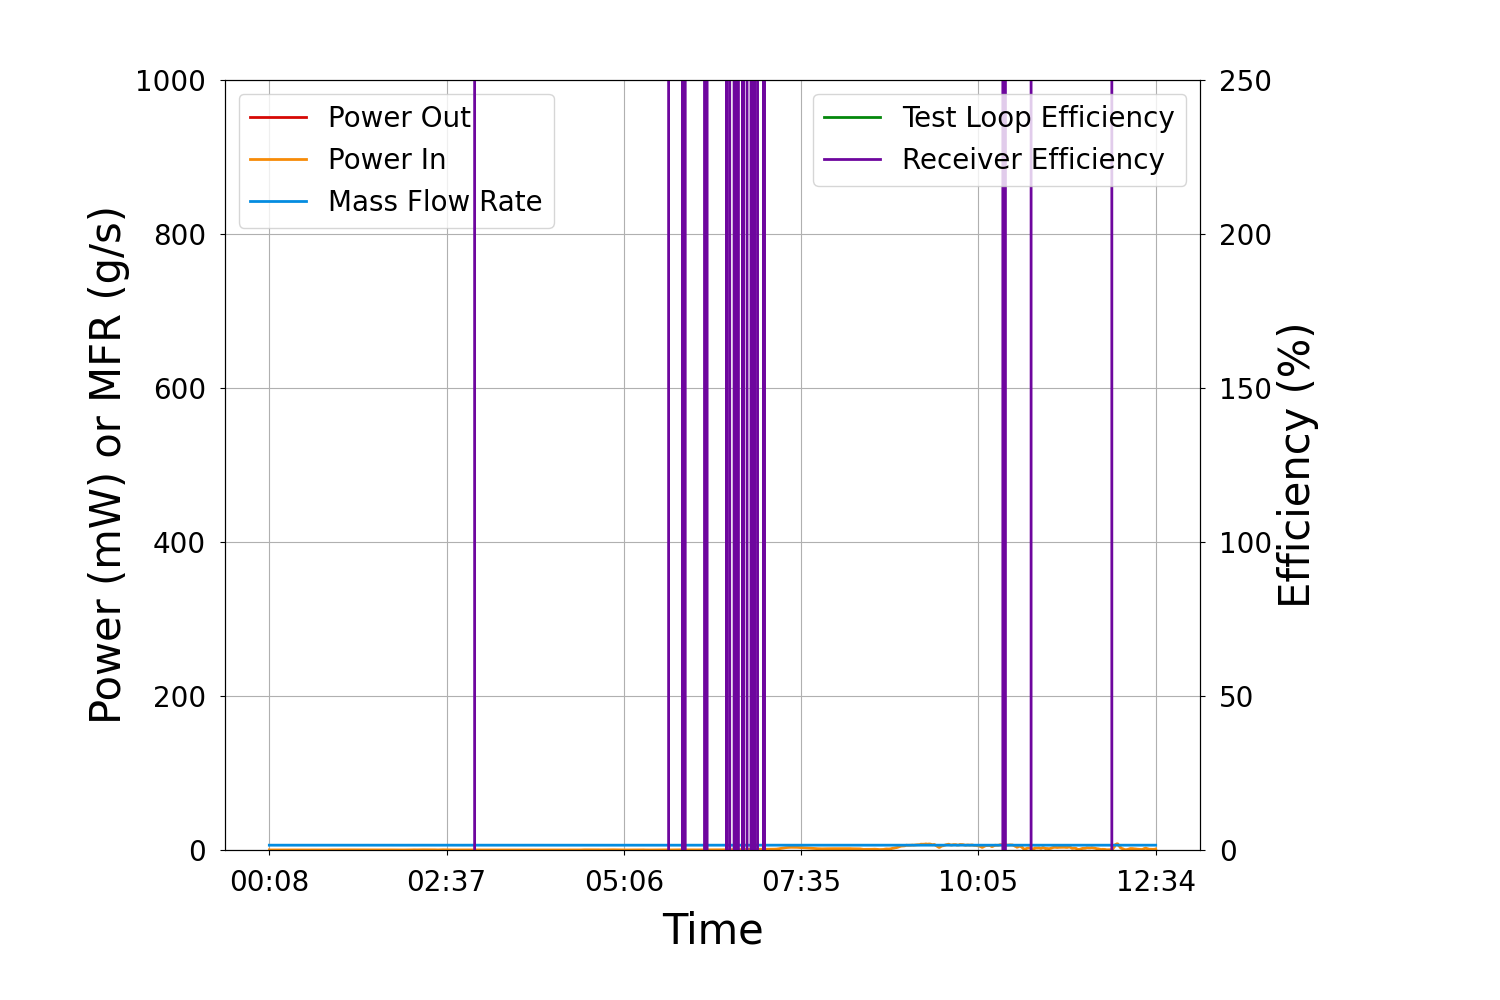 1000
800
600
400
200
0
Power (mW) or MFR (g/s)
Power Out
Power In
Mass Flow Rate
Test Loop Efficiency
Receiver Efficiency
250
200
150
100
50
0
Efficiency (%)
00:08 02:37 05:06 07:35 10:05 12:34
Time